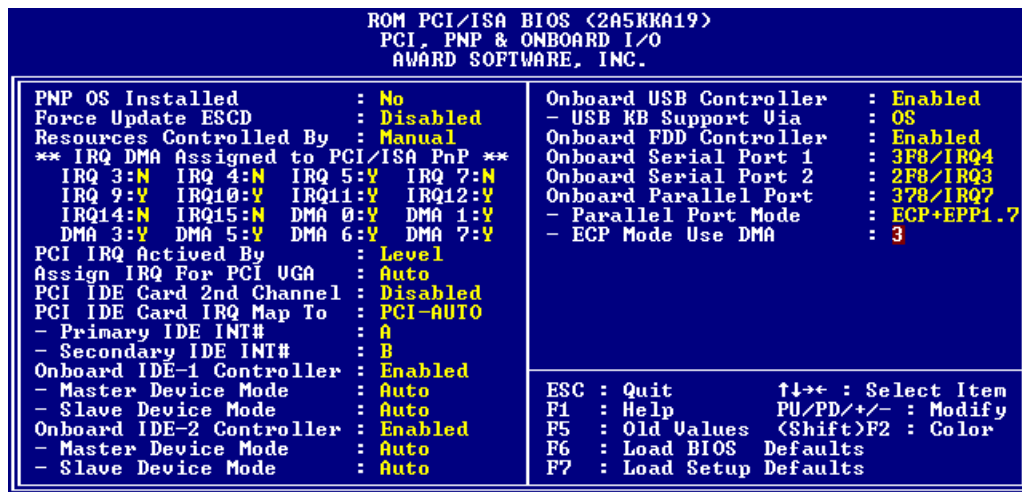 ROM PCI/ISA BIOS (2A5KKA19)
PCI, PNP & ONBOARD I/O
AWARD SOFTWARE, INC.
PNP OS Installed : No
Force Update ESCD : Disabled
Resources Controlled By : Manual
** IRQ DMA Assigned to PCI/ISA PnP **
IRQ 3:N IRQ 4:N IRQ 5:Y IRQ 7:N
IRQ 9:Y IRQ10:Y IRQ11:Y IRQ12:Y
IRQ14:N IRQ15:N DMA 0:Y DMA 1:Y
DMA 3:Y DMA 5:Y DMA 6:Y DMA 7:Y
PCI IRQ Actived By : Level
Assign IRQ For PCI VGA : Auto
PCI IDE Card 2nd Channel : Disabled
PCI IDE Card IRQ Map To : PCI-AUTO
- Primary IDE INT# : A
- Secondary IDE INT# : B
Onboard IDE-1 Controller : Enabled
- Master Device Mode : Auto
- Slave Device Mode : Auto
Onboard IDE-2 Controller : Enabled
- Master Device Mode : Auto
- Slave Device Mode : Auto
Onboard USB Controller : Enabled
- USB KB Support Via : OS
Onboard FDD Controller : Enabled
Onboard Serial Port 1 : 3F8/IRQ4
Onboard Serial Port 2 : 2F8/IRQ3
Onboard Parallel Port : 378/IRQ7
- Parallel Port Mode : ECP+EPP1.7
- ECP Mode Use DMA : 3
ESC : Quit ↑↓→← : Select Item
F1 : Help PU/PD/+/- : Modify
F5 : Old Values (Shift)F2 : Color
F6 : Load BIOS Defaults
F7 : Load Setup Defaults